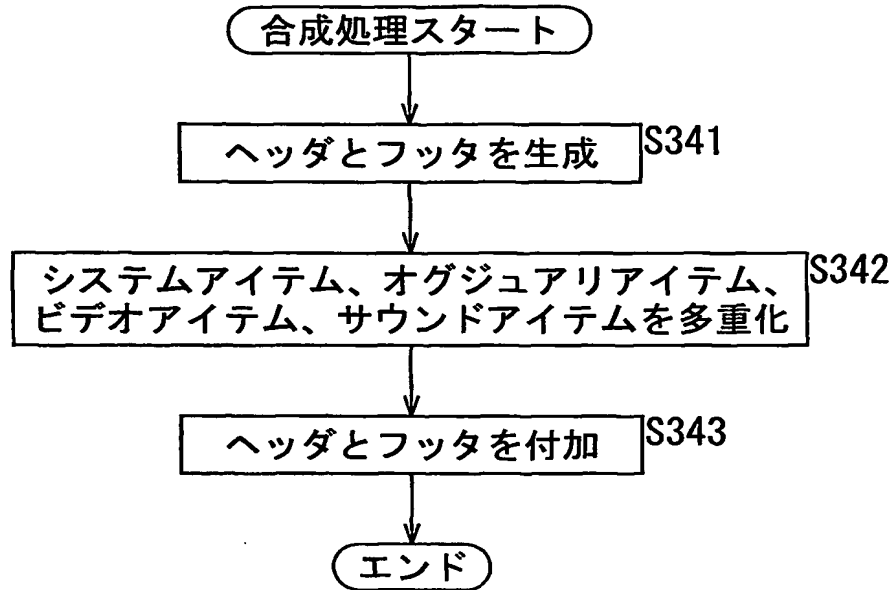 合成処理スタート
ヘッダとフッタを生成
S341
システムアイテム、オグジュアリアイテム、
ビデオアイテム、サウンドアイテムを多重化
S342
ヘッダとフッタを付加
S343
エンド